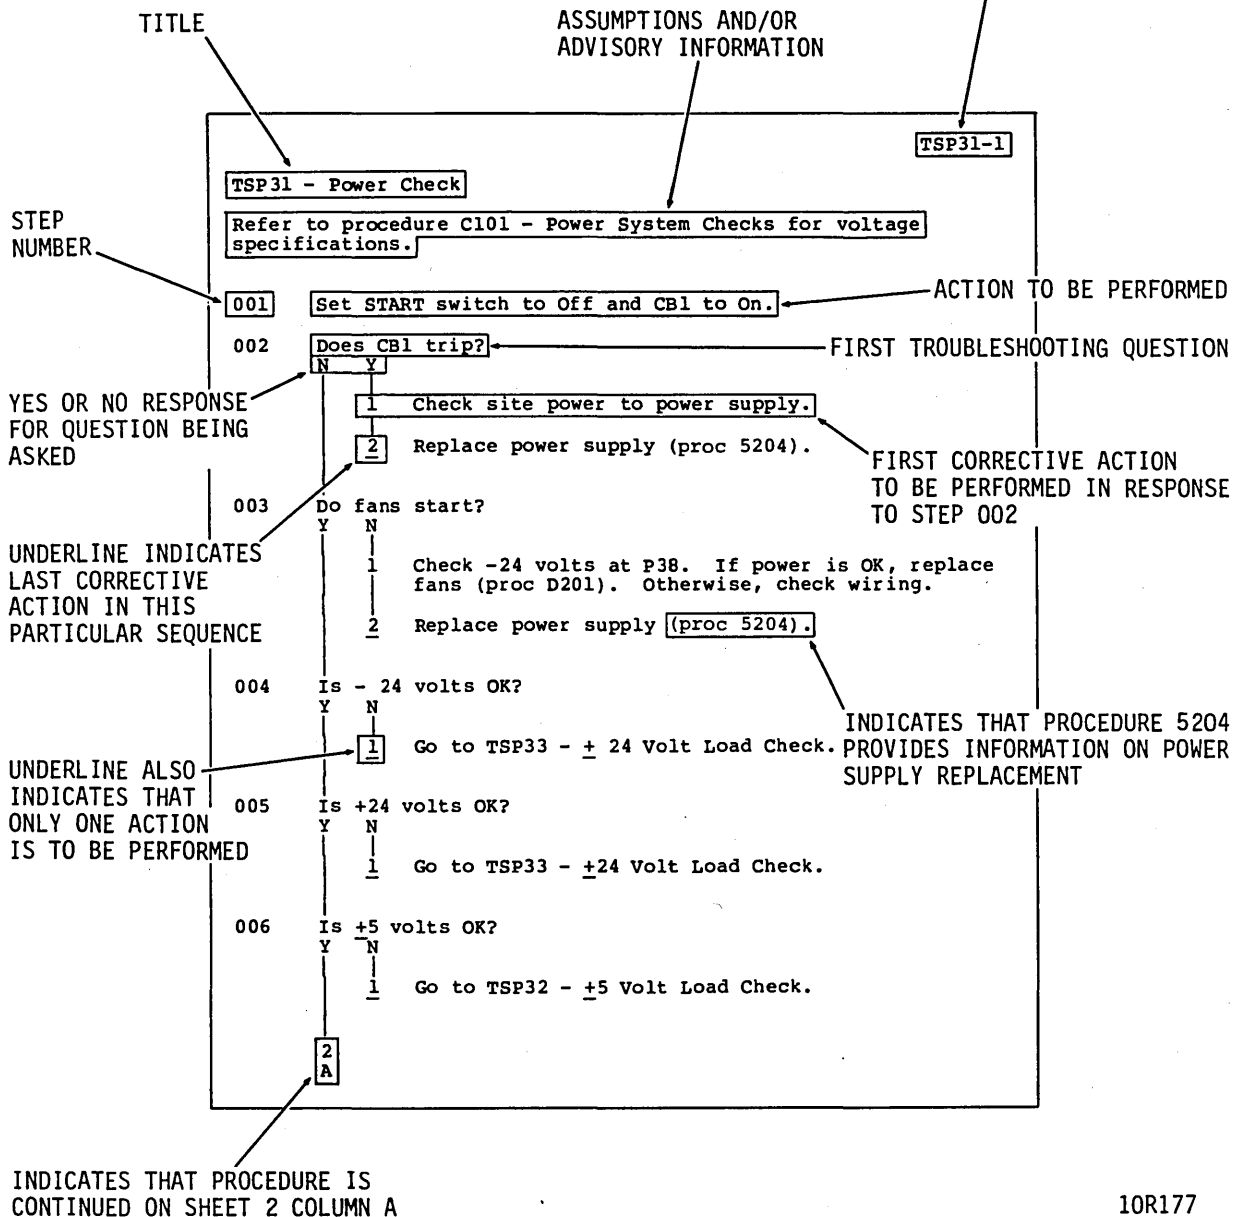 TITLE
ASSUMPTIONS AND/OR
ADVISORY INFORMATION
TSP31-1
TSP31 - Power Check
STEP
NUMBER
Refer to procedure C101 - Power System Checks for voltage
specifications.
001 Set START switch to Off and CB1 to On.
ACTION TO BE PERFORMED
002 Does CB1 trip?
FIRST TROUBLESHOOTING QUESTION
N Y
YES OR NO RESPONSE
FOR QUESTION BEING
ASKED
1 Check site power to power supply.
2 Replace power supply (proc 5204).
FIRST CORRECTIVE ACTION
TO BE PERFORMED IN RESPONSE
TO STEP 002
003 Do fans start?
Y N
UNDERLINE INDICATES
LAST CORRECTIVE
ACTION IN THIS
PARTICULAR SEQUENCE
1 Check -24 volts at P38. If power is OK, replace
fans (proc D201). Otherwise, check wiring.
2 Replace power supply (proc 5204).
004 Is - 24 volts OK?
Y N
INDICATES THAT PROCEDURE 5204
PROVIDES INFORMATION ON POWER
SUPPLY REPLACEMENT
1 Go to TSP33 - ± 24 Volt Load Check.
UNDERLINE ALSO
INDICATES THAT
ONLY ONE ACTION
IS TO BE PERFORMED
005 Is +24 volts OK?
Y N
1 Go to TSP33 - ±24 Volt Load Check.
006 Is ±5 volts OK?
Y N
1 Go to TSP32 - ±5 Volt Load Check.
2
A
INDICATES THAT PROCEDURE IS
CONTINUED ON SHEET 2 COLUMN A
10R177